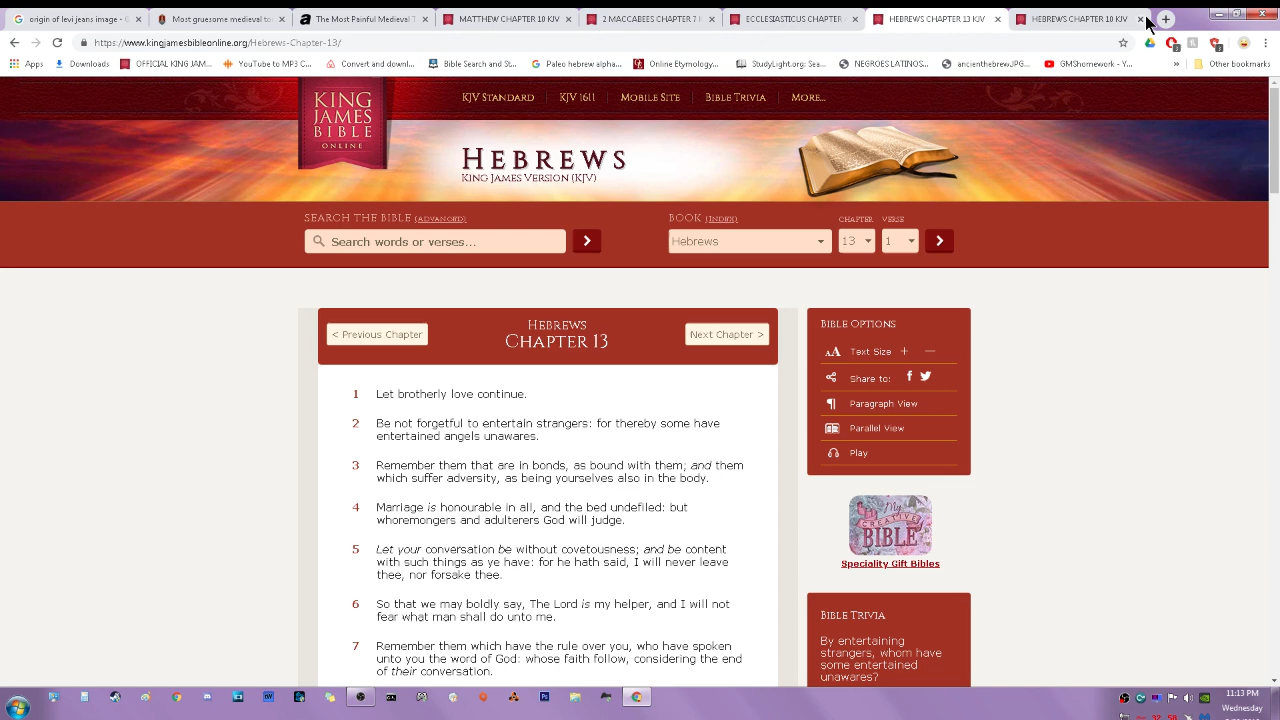 origin of levi jeans image - G
Most gruesome medieval to
The Most Painful Medieval T
MATTHEW CHAPTER
2 MACCABEES CHAPTER 7
ECCLESIASTICUS CHAPTER
HEBREWS CHAPTER 13 KJV
HEBREWS CHAPTER 10 KJV
https://www.kingjamesbibleonline.org/Hebrews-Chapter-13/
Apps
Downloads
OFFICIAL KING JAM...
YouTube to MP3 C...
Convert and downl...
Bible Search and St...
Paleo hebrew alpha...
Online Etymology...
StudyLight.org: Sea...
NEGROES LATINOS...
ancienthewrewJPG...
GMShomework - Y...
»
Other bookmarks
KING
JAMES
BIBLE
ONLINE
KJV STANDARD
KJV 1611
MOBILE SITE
BIBLE TRIVIA
MORE...
HEBREWS
KING JAMES VERSION (KJV)
SEARCH THE BIBLE (ADVANCED)
BOOK (INDEX)
CHAPTER
VERSE
Search words or verses...
Hebrews
13
1
< Previous Chapter
HEBREWS
CHAPTER 13
Next Chapter >
1 Let brotherly love continue.
2 Be not forgetful to entertain strangers: for thereby some have
entertained angels unawares.
3 Remember them that are in bonds, as bound with them; and them
which suffer adversity, as being yourselves also in the body.
4 Marriage is honourable in all, and the bed undefiled: but
whoremongers and adulterers God will judge.
5 Let your conversation be without covetousness; and be content
with such things as ye have: for he hath said, I will never leave
thee, nor forsake thee.
6 So that we may boldly say, The Lord is my helper, and I will not
fear what man shall do unto me.
7 Remember them which have the rule over you, who have spoken
unto you the word of God: whose faith follow, considering the end
of their conversation.
BIBLE OPTIONS
AA Text Size + —
Share to:
Paragraph View
Parallel View
Play
My
CREATIVE
BIBLE
Speciality Gift Bibles
BIBLE TRIVIA
By entertaining
strangers, whom have
some entertained
unawares?
11:13 PM
Wednesday